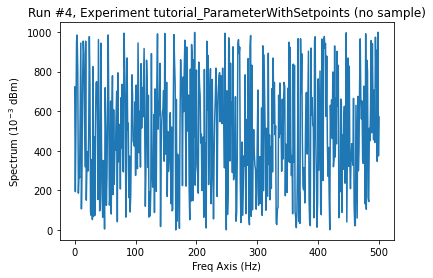 Run #4, Experiment tutorial_ParameterWithSetpoints (no sample)
1000
800
600
400
200
0
Spectrum (10⁻³ dBm)
0 100 200 300 400 500
Freq Axis (Hz)